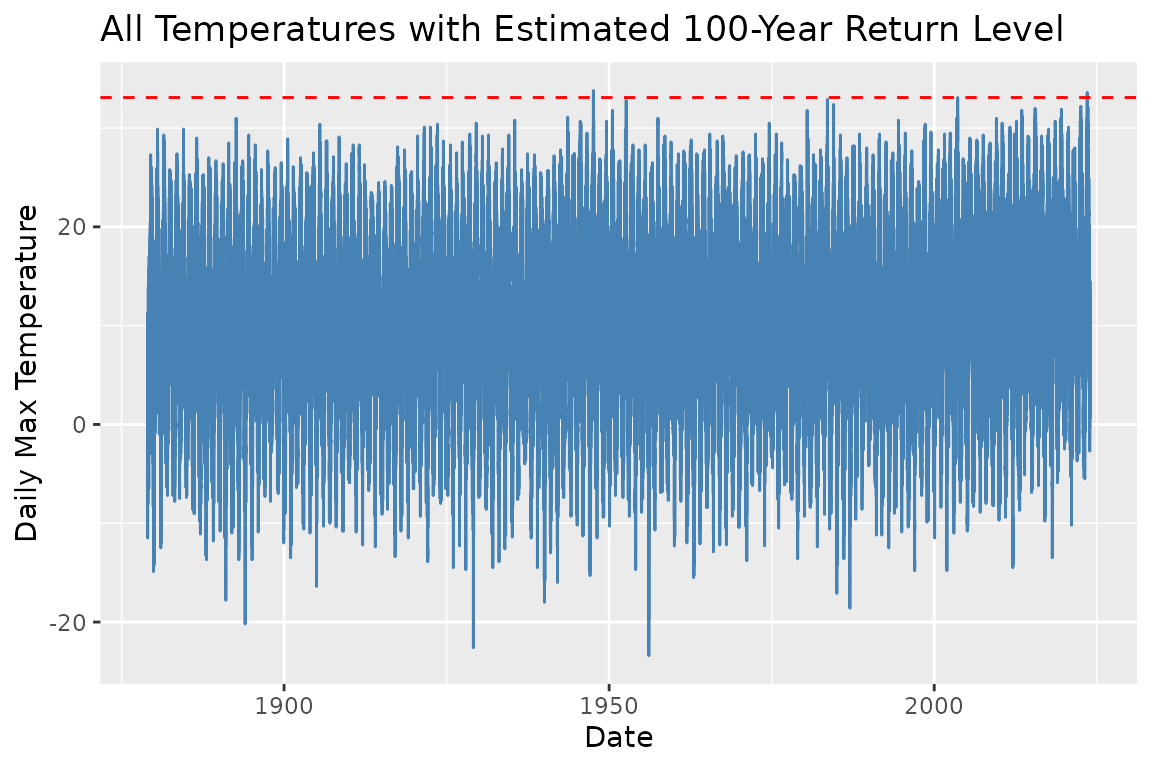 All Temperatures with Estimated 100-Year Return Level
Daily Max Temperature
20
0
-20
1900
1950
2000
Date